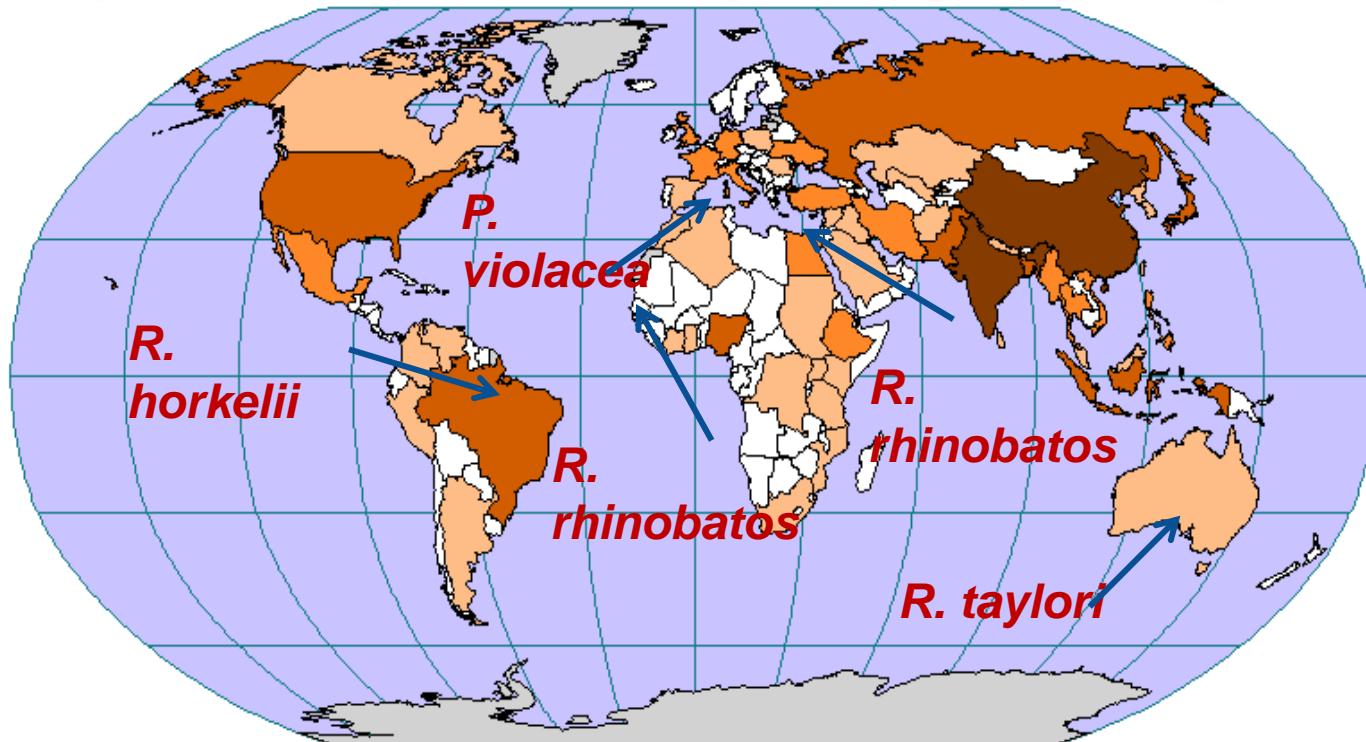 P.
violacea
R.
horkelii
R.
rhinobatos
R.
rhinobatos
R. taylori